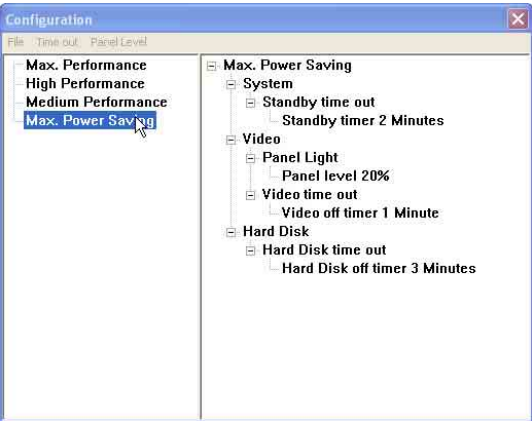 Configuration
File Time out Panel Level
Max. Performance
High Performance
Medium Performance
Max. Power Saving
Max. Power Saving
System
Standby time out
Standby timer 2 Minutes
Video
Panel Light
Panel level 20%
Video time out
Video off timer 1 Minute
Hard Disk
Hard Disk time out
Hard Disk off timer 3 Minutes